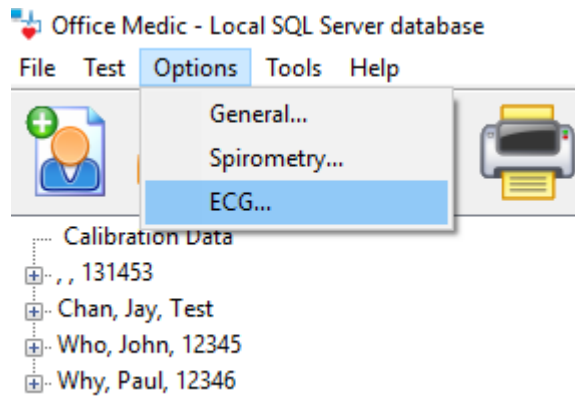 Office Medic - Local SQL Server database
File Test Options Tools Help
General...
Spirometry...
ECG...
Calibration Data
, , 131453
Chan, Jay, Test
Who, John, 12345
Why, Paul, 12346